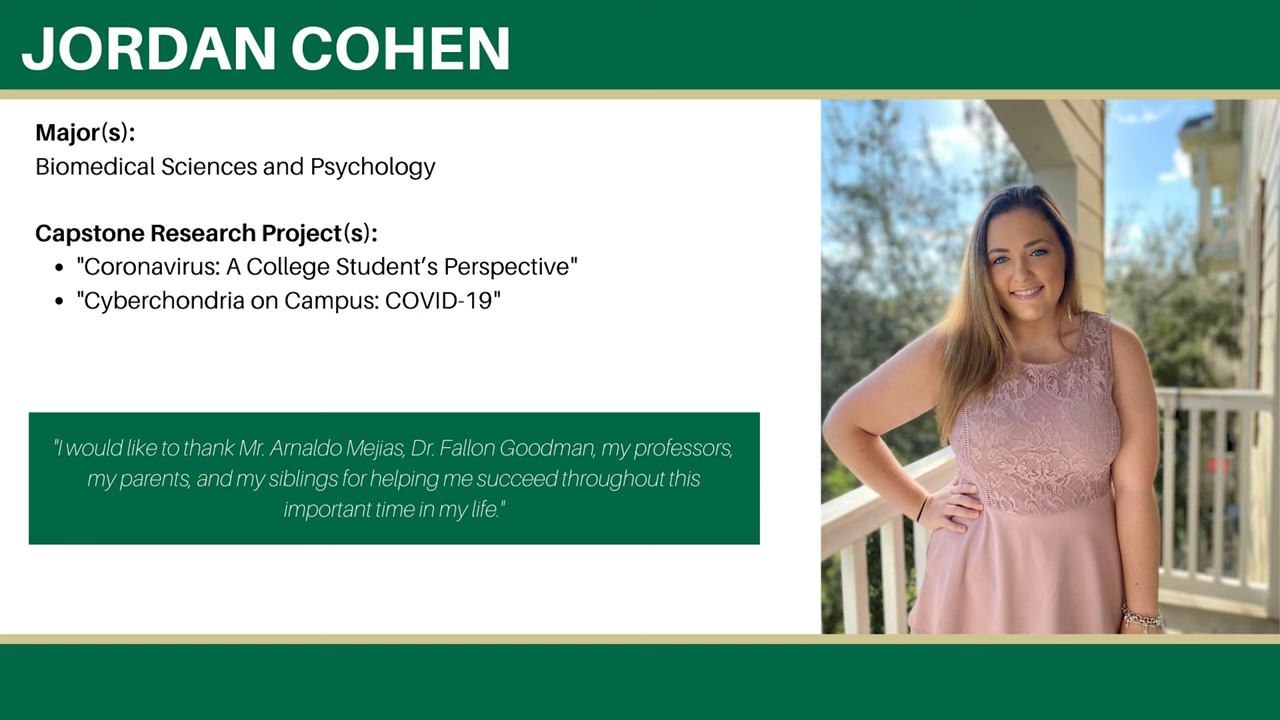 JORDAN COHEN
Major(s):
Biomedical Sciences and Psychology
Capstone Research Project(s):
• "Coronavirus: A College Student’s Perspective"
• "Cyberchondria on Campus: COVID-19"
"I would like to thank Mr. Arnaldo Mejias, Dr. Fallon Goodman, my professors,
my parents, and my siblings for helping me succeed throughout this
important time in my life."